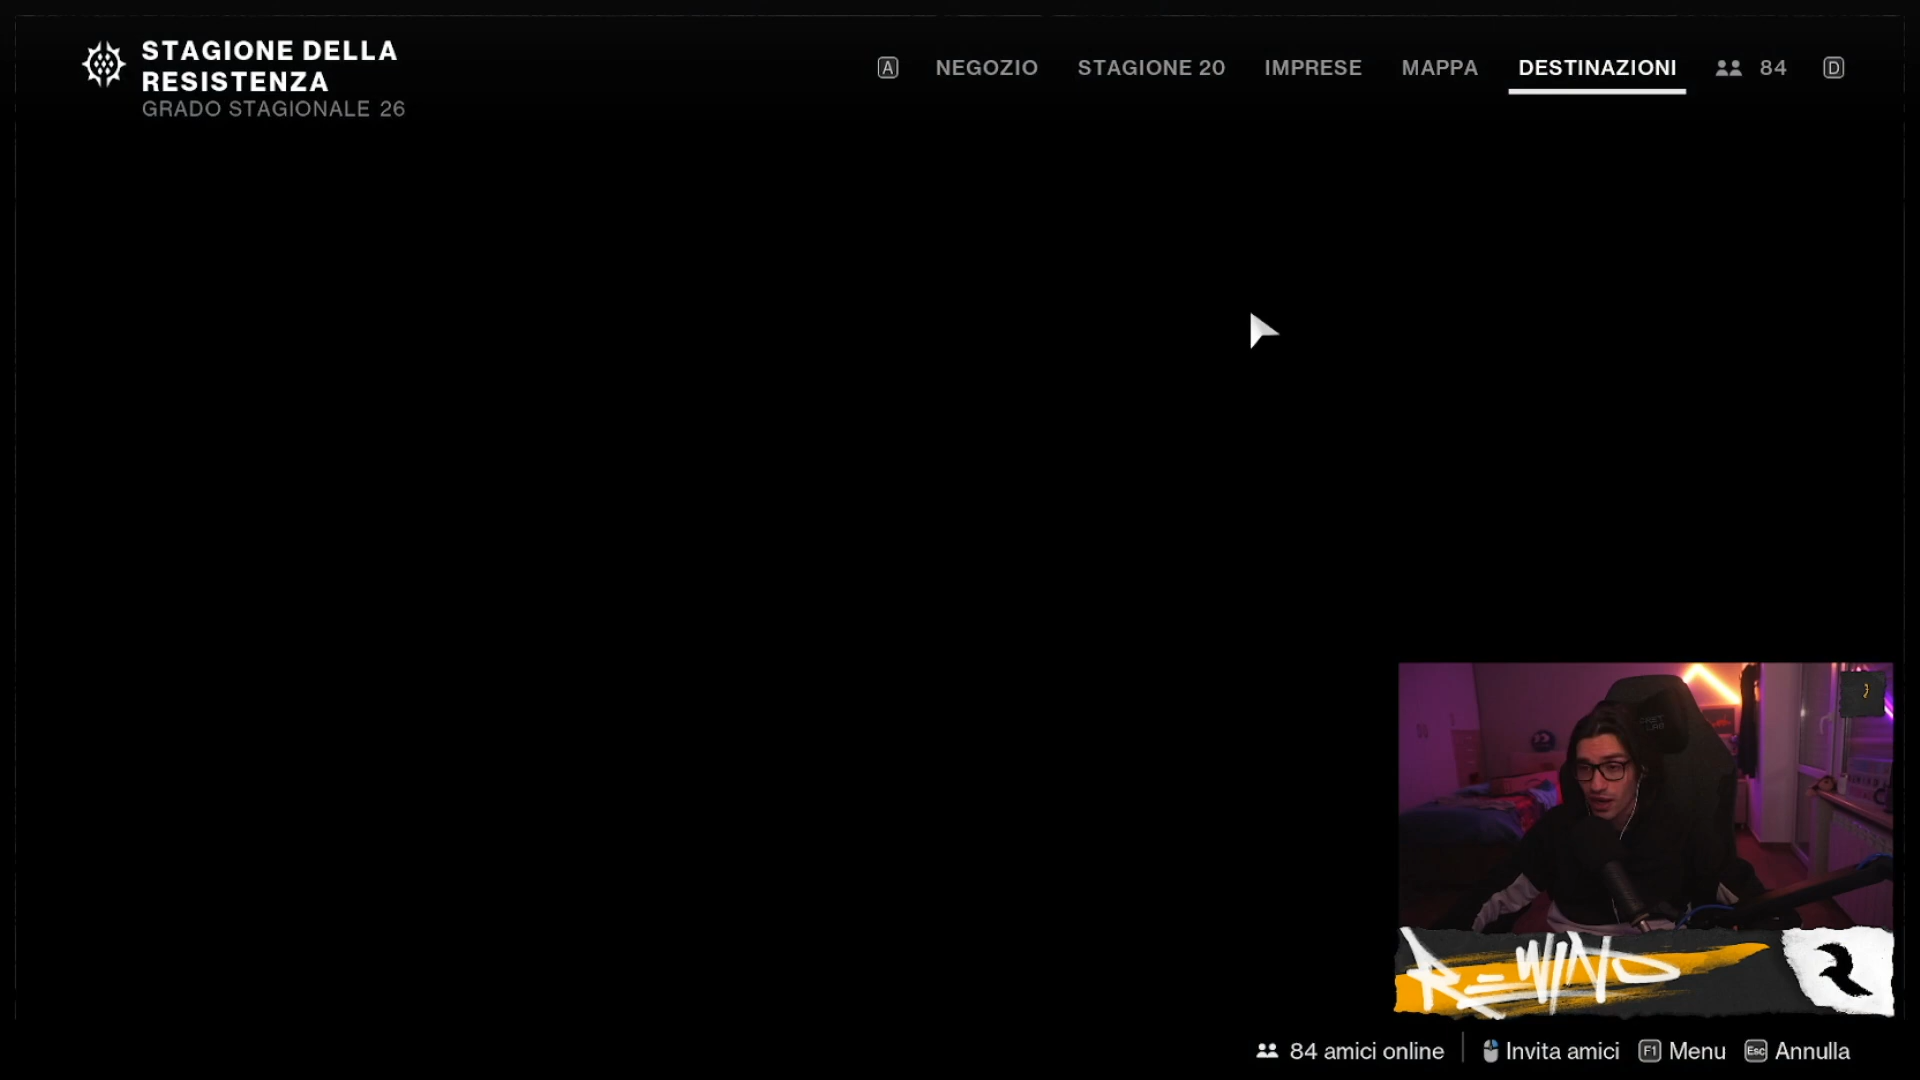 STAGIONE DELLA
RESISTENZA
GRADO STAGIONALE 26
A NEGOZIO STAGIONE 20 IMPRESE MAPPA DESTINAZIONI 84 D
REWIND
84 amici online Invita amici F1 Menu Esc Annulla